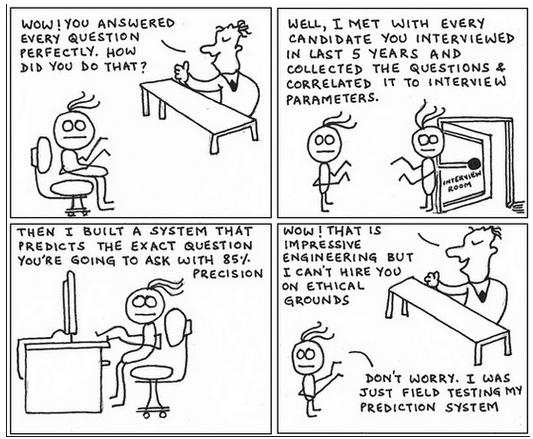 WOW! YOU ANSWERED
EVERY QUESTION
PERFECTLY. HOW
DID YOU DO THAT?
WELL, I MET WITH EVERY
CANDIDATE YOU INTERVIEWED
IN LAST 5 YEARS AND
COLLECTED THE QUESTIONS &
CORRELATED IT TO INTERVIEW
PARAMETERS.
INTERVIEW
ROOM
THEN I BUILT A SYSTEM THAT
PREDICTS THE EXACT QUESTION
YOU'RE GOING TO ASK WITH 85%
PRECISION
WOW! THAT IS
IMPRESSIVE
ENGINEERING BUT
I CAN'T HIRE YOU
ON ETHICAL
GROUNDS
DON'T WORRY. I WAS
JUST FIELD TESTING MY
PREDICTION SYSTEM